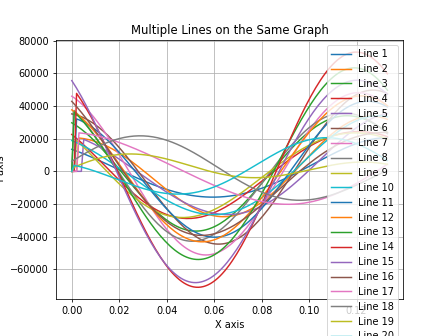 Multiple Lines on the Same Graph
80000
60000
40000
20000
0
−20000
−40000
−60000
0.00 0.02 0.04 0.06 0.08 0.10
X axis
Line 1
Line 2
Line 3
Line 4
Line 5
Line 6
Line 7
Line 8
Line 9
Line 10
Line 11
Line 12
Line 13
Line 14
Line 15
Line 16
Line 17
Line 18
Line 19
Line 20